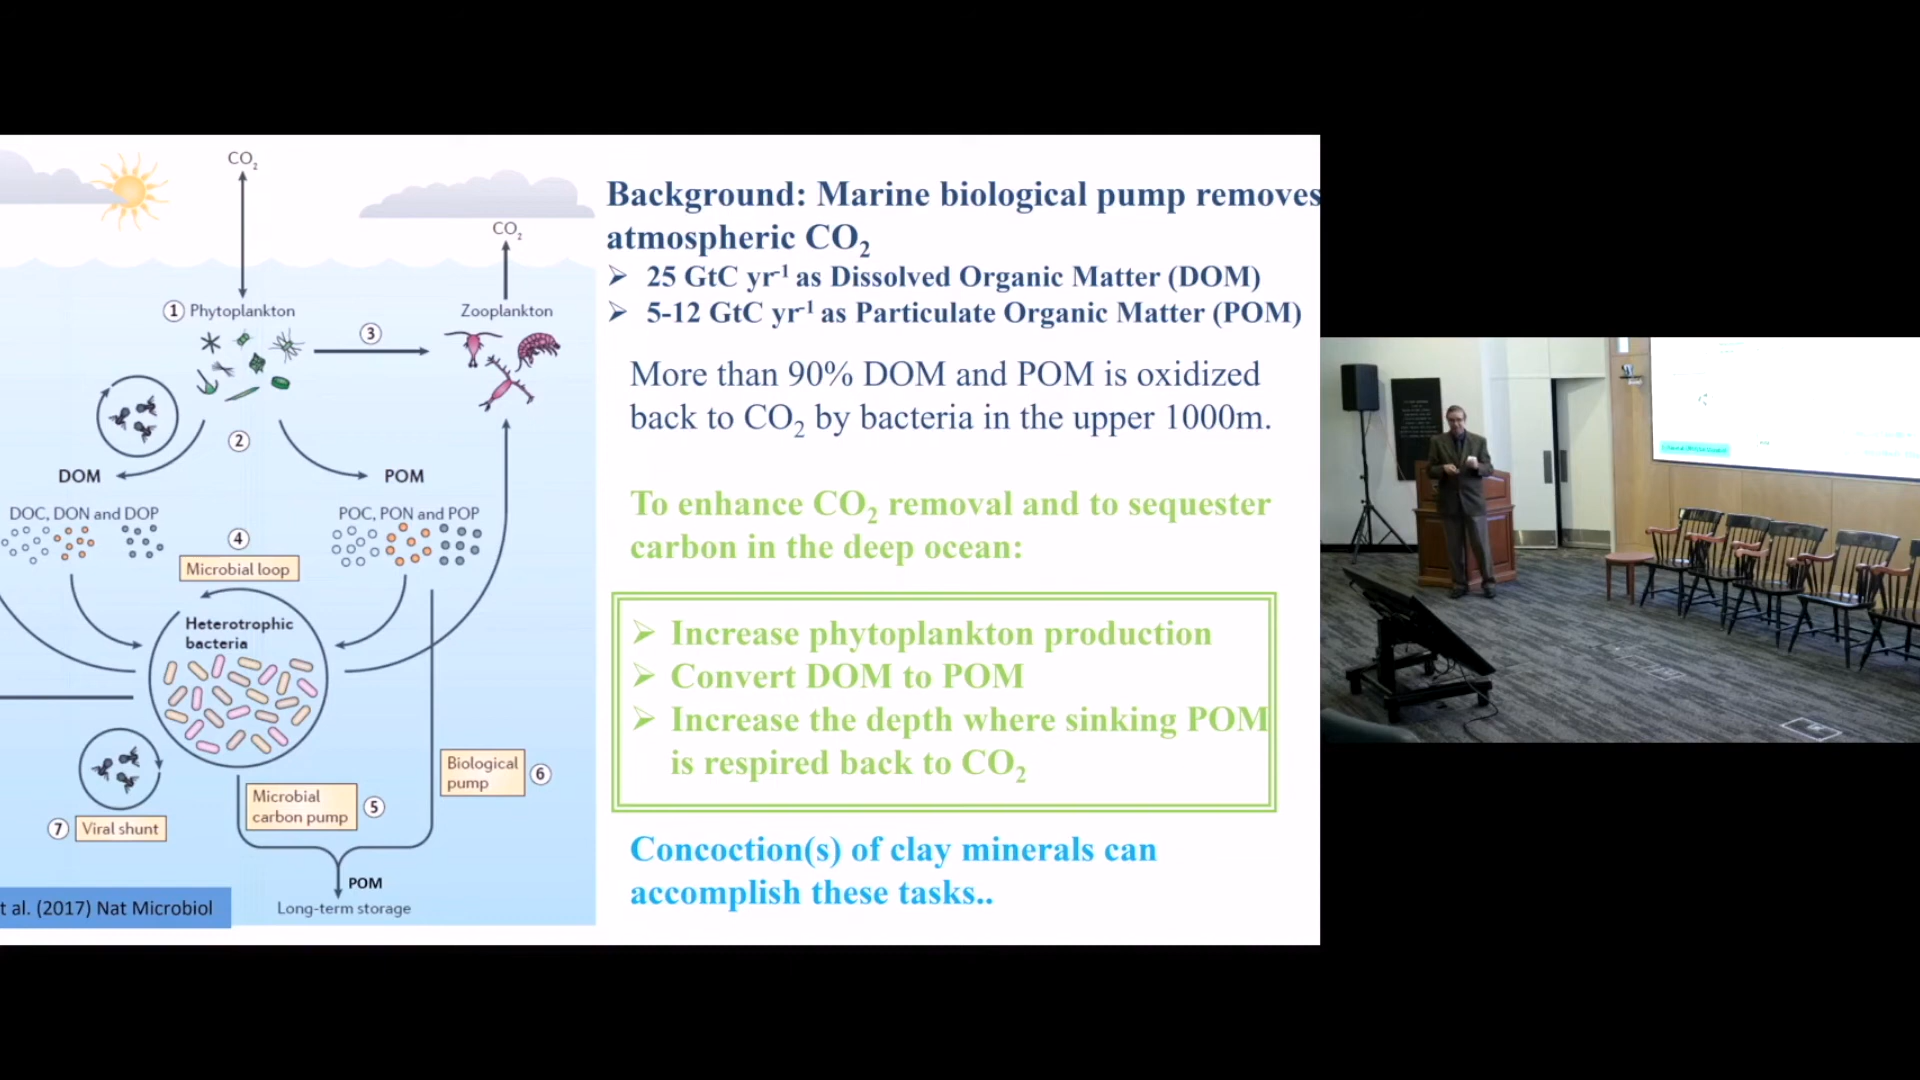 CO2
CO2
1 Phytoplankton
Zooplankton
3
2
DOM
POM
DOC, DON and DOP
POC, PON and POP
4
Microbial loop
Heterotrophic
bacteria
Biological
pump
6
Microbial
carbon pump
5
7 Viral shunt
POM
Long-term storage
t al. (2017) Nat Microbiol
Background: Marine biological pump removes
atmospheric CO2
➢ 25 GtC yr-1 as Dissolved Organic Matter (DOM)
➢ 5-12 GtC yr-1 as Particulate Organic Matter (POM)
More than 90% DOM and POM is oxidized
back to CO2 by bacteria in the upper 1000m.
To enhance CO2 removal and to sequester
carbon in the deep ocean:
➢ Increase phytoplankton production
➢ Convert DOM to POM
➢ Increase the depth where sinking POM
is respired back to CO2
Concoction(s) of clay minerals can
accomplish these tasks..